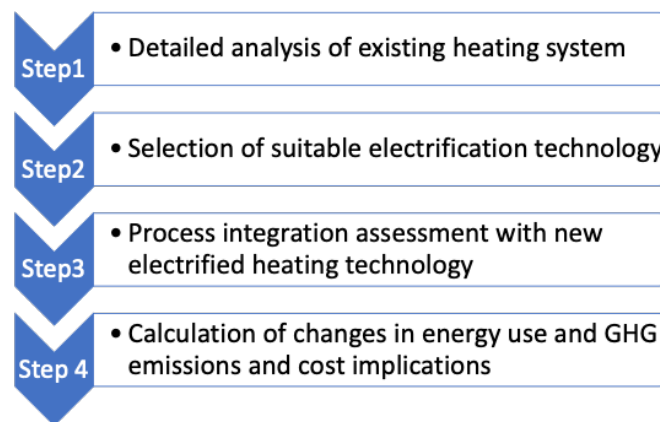 Step1
• Detailed analysis of existing heating system
Step2
• Selection of suitable electrification technology
Step3
• Process integration assessment with new
electrified heating technology
Step 4
• Calculation of changes in energy use and GHG
emissions and cost implications